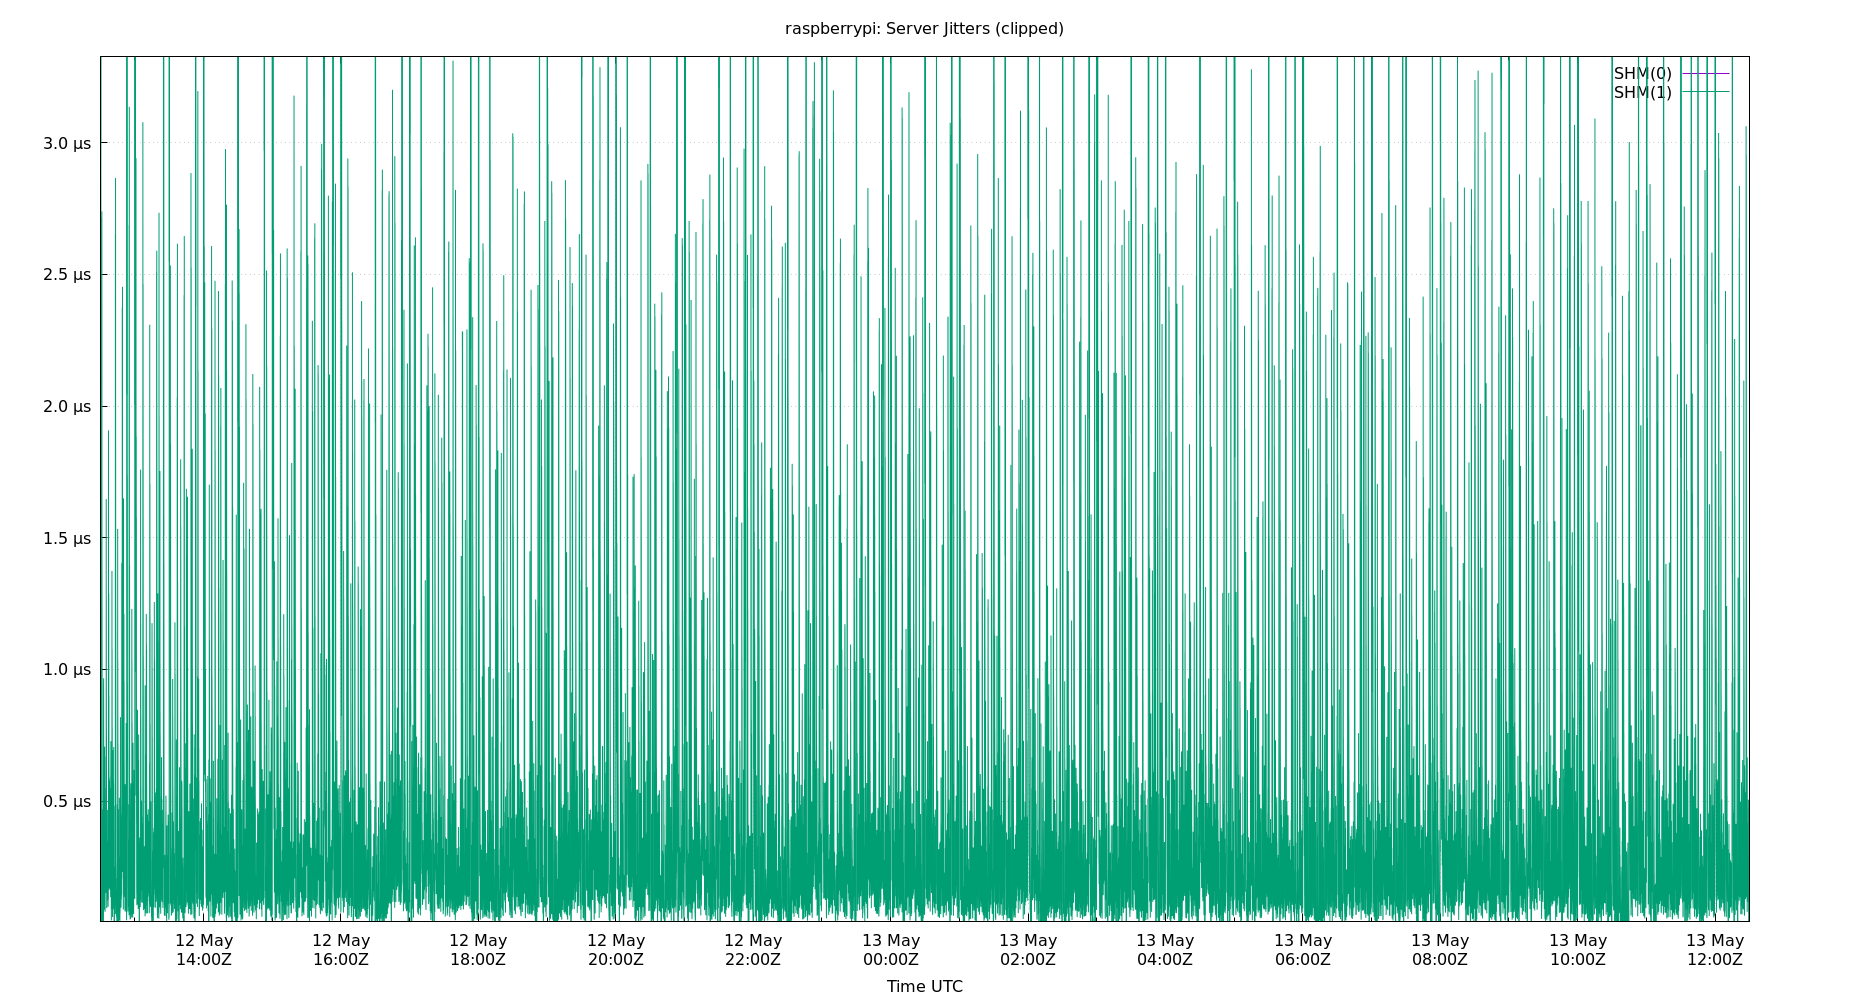 raspberrypi: Server Jitters (clipped)
SHM(0)
SHM(1)
3.0 μs
2.5 μs
2.0 μs
1.5 μs
1.0 μs
0.5 μs
12 May 12 May 12 May 12 May 12 May 13 May 13 May 13 May 13 May 13 May 13 May 13 May
14:00Z 16:00Z 18:00Z 20:00Z 22:00Z 00:00Z 02:00Z 04:00Z 06:00Z 08:00Z 10:00Z 12:00Z
Time UTC